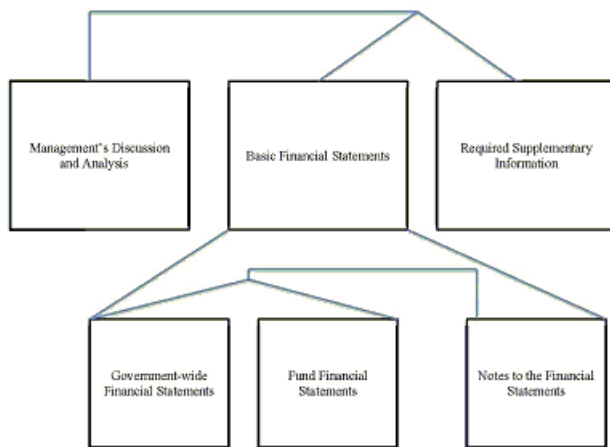 Management's Discussion
and Analysis
Basic Financial Statements
Required Supplementary
Information
Government-wide
Financial Statements
Fund Financial
Statements
Notes to the Financial
Statements